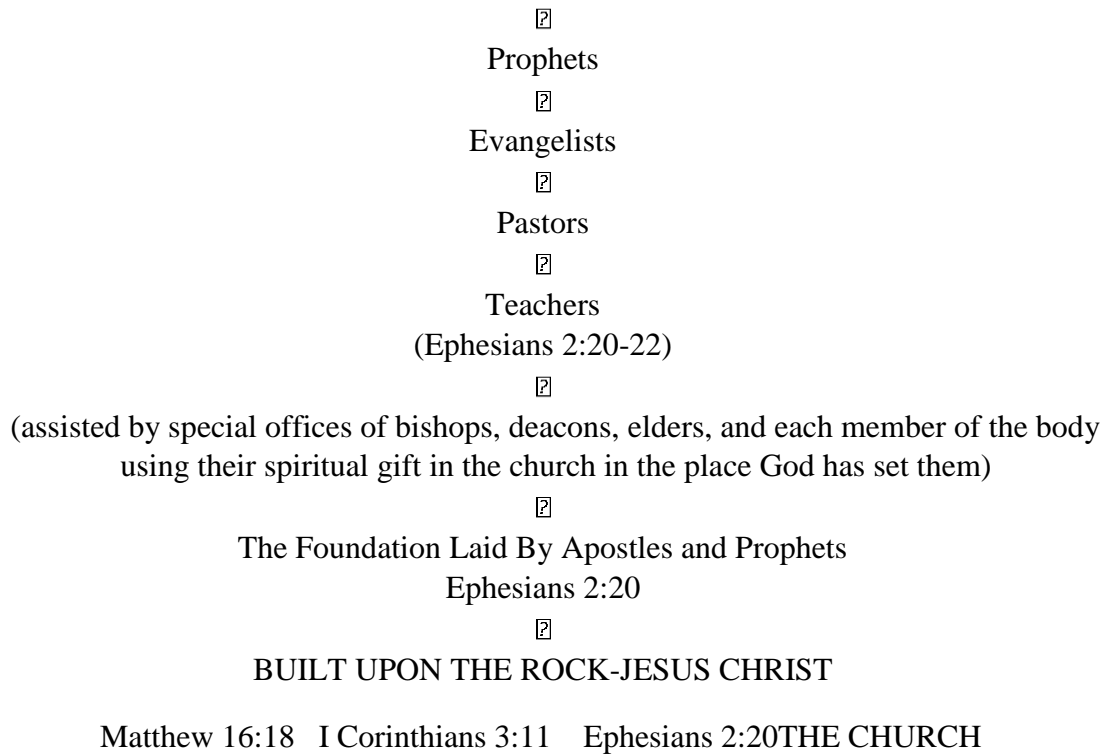 Prophets
Evangelists
Pastors
Teachers
(Ephesians 2:20-22)
(assisted by special offices of bishops, deacons, elders, and each member of the body
using their spiritual gift in the church in the place God has set them)
The Foundation Laid By Apostles and Prophets
Ephesians 2:20
BUILT UPON THE ROCK-JESUS CHRIST
Matthew 16:18 I Corinthians 3:11 Ephesians 2:20THE CHURCH